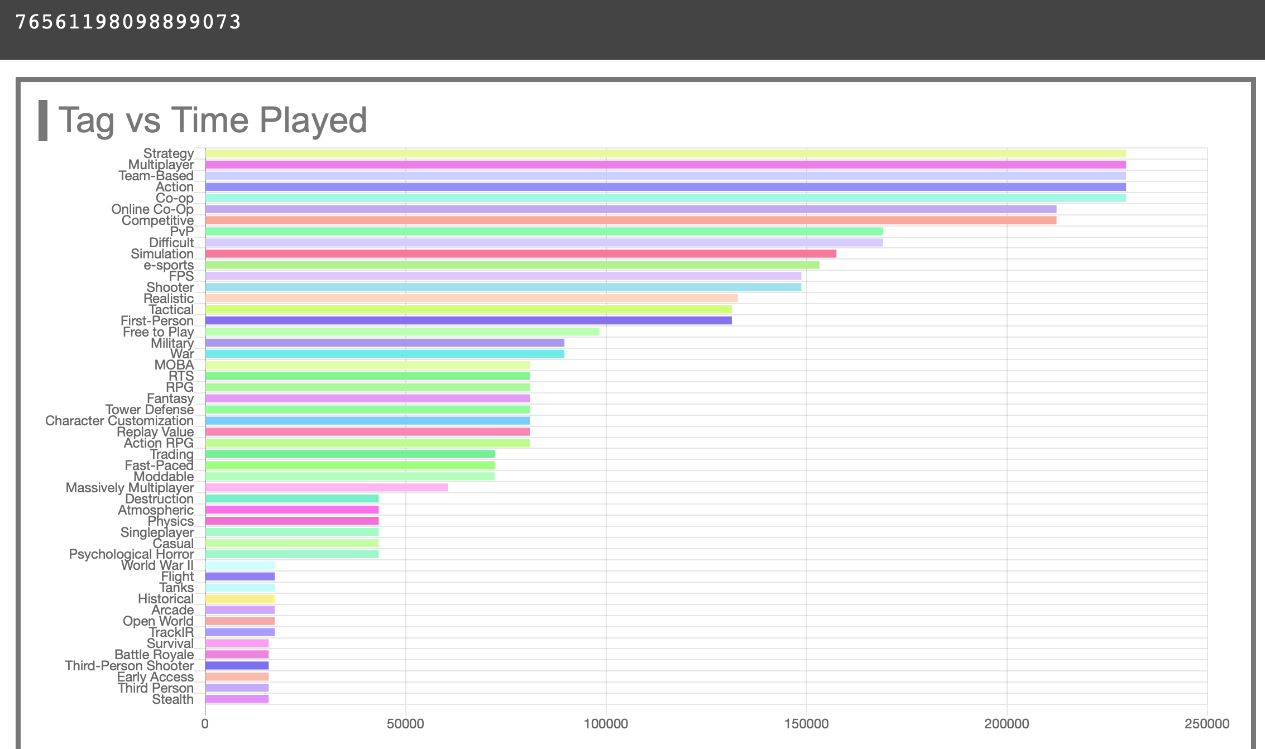 76561198098899073
Tag vs Time Played
Strategy
Multiplayer
Team-Based
Action
Co-op
Online Co-Op
Competitive
PvP
Difficult
Simulation
e-sports
FPS
Shooter
Realistic
Tactical
First-Person
Free to Play
Military
War
MOBA
RTS
RPG
Fantasy
Tower Defense
Character Customization
Replay Value
Action RPG
Trading
Fast-Paced
Moddable
Massively Multiplayer
Destruction
Atmospheric
Physics
Singleplayer
Casual
Psychological Horror
World War II
Flight
Tanks
Historical
Arcade
Open World
TrackIR
Survival
Battle Royale
Third-Person Shooter
Early Access
Third Person
Stealth
0 50000 100000 150000 200000 250000